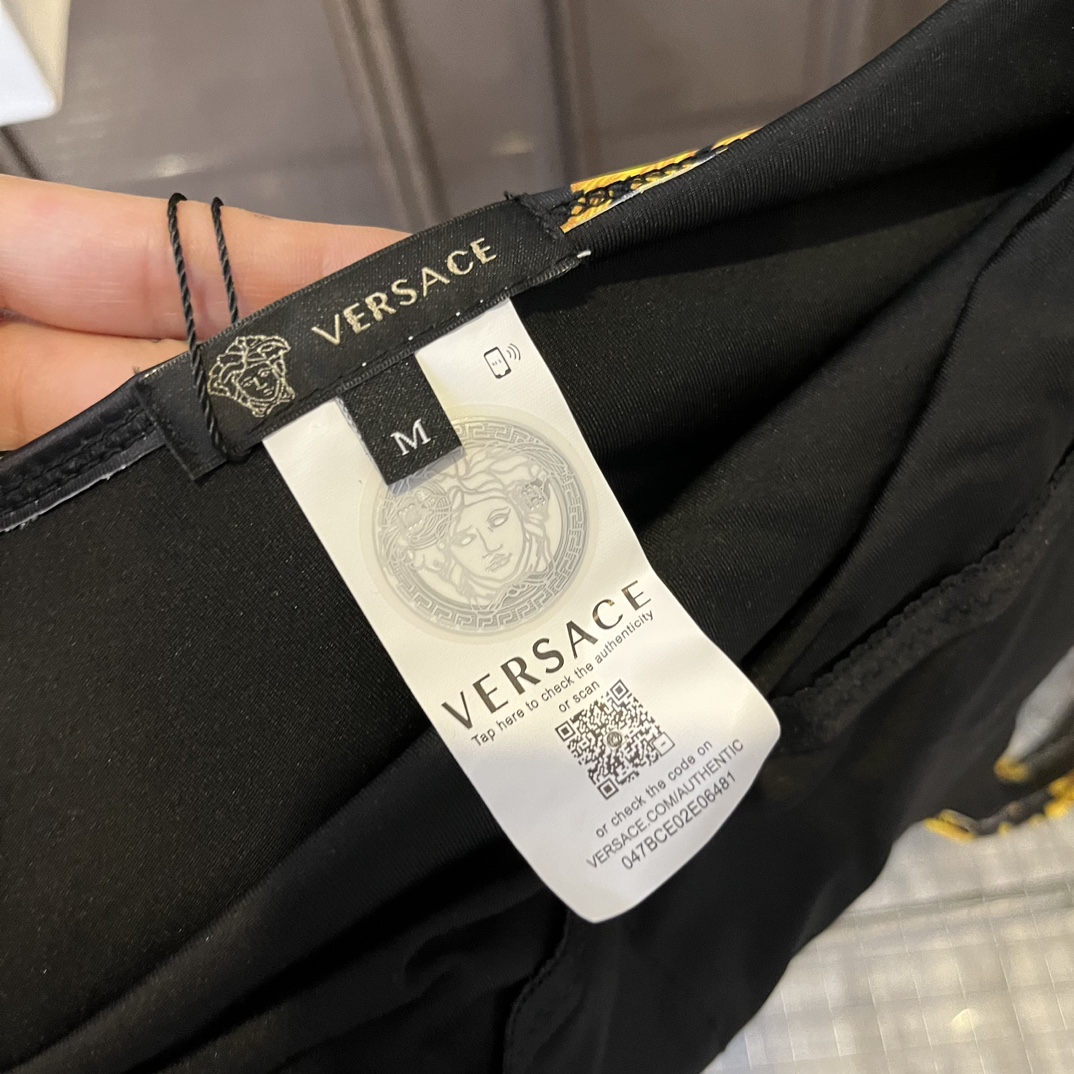 VERSACE
M
VERSACE
Tap here to check the authenticity
or scan
or check the code on
VERSACE.COM/AUTHENTIC
047BCE02E06481